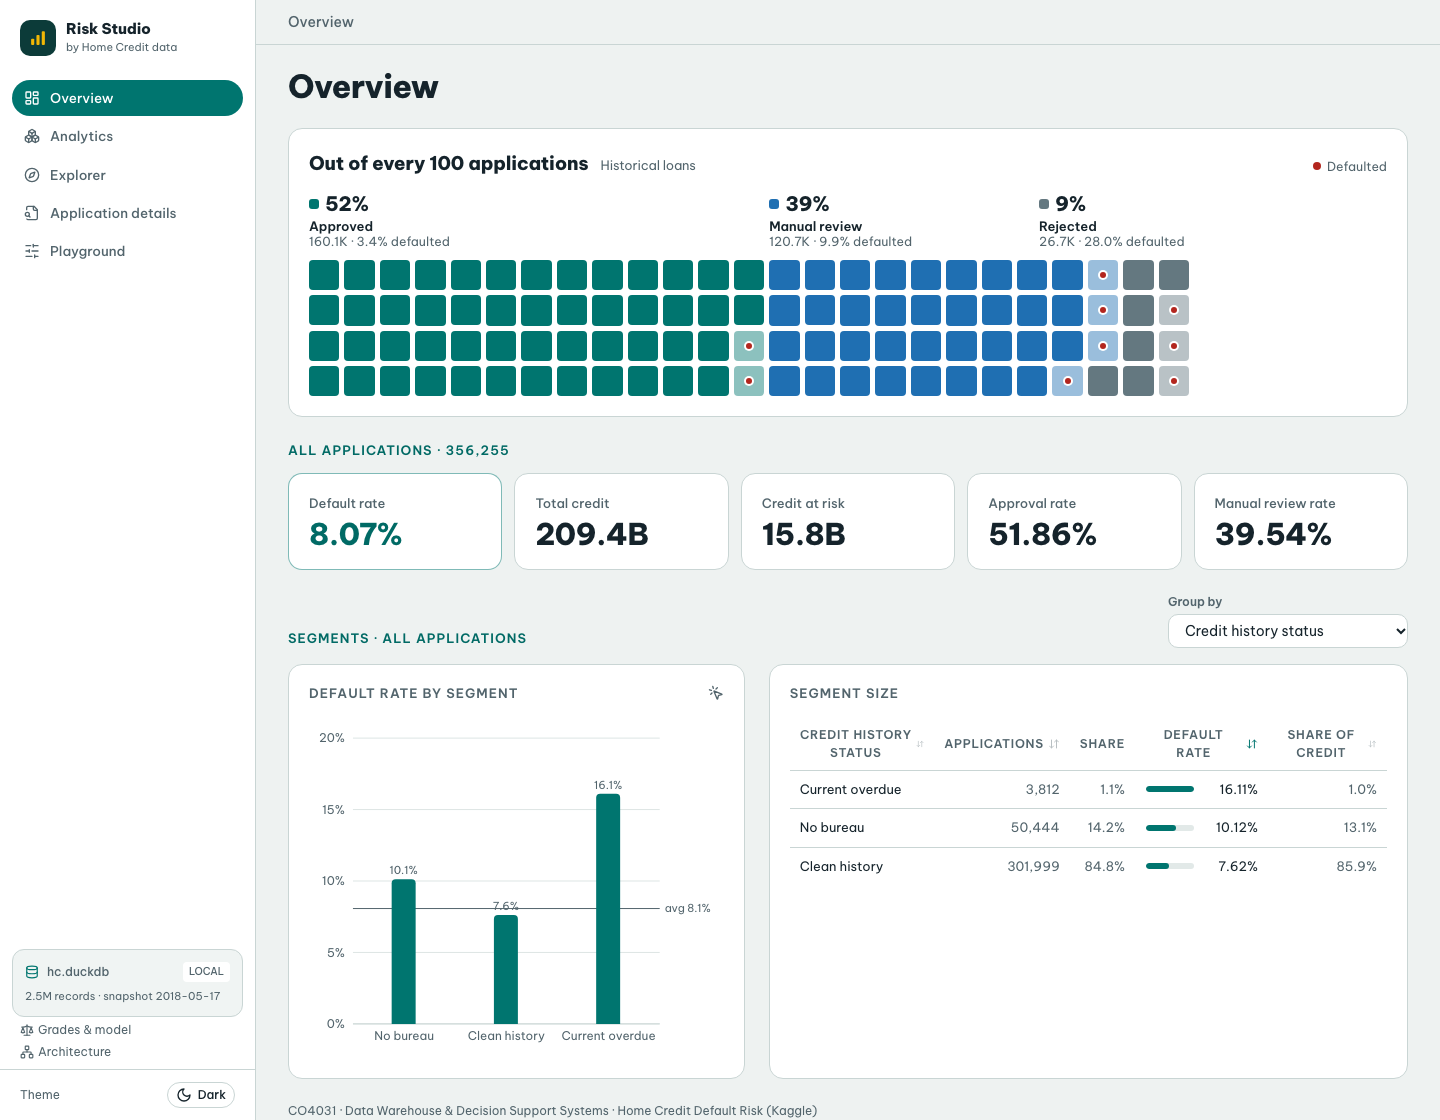 Risk Studio
by Home Credit data
Overview
Analytics
Explorer
Application details
Playground
hc.duckdb
LOCAL
2.5M records · snapshot 2018-05-17
Grades & model
Architecture
Theme
Dark
Overview
Overview
Out of every 100 applications Historical loans
Defaulted
52%
Approved
160.1K · 3.4% defaulted
39%
Manual review
120.7K · 9.9% defaulted
9%
Rejected
26.7K · 28.0% defaulted
ALL APPLICATIONS · 356,255
Default rate
8.07%
Total credit
209.4B
Credit at risk
15.8B
Approval rate
51.86%
Manual review rate
39.54%
SEGMENTS · ALL APPLICATIONS
Group by
Credit history status
DEFAULT RATE BY SEGMENT
20%
15%
10%
5%
0%
10.1%
7.6%
16.1%
avg 8.1%
No bureau
Clean history
Current overdue
SEGMENT SIZE
CREDIT HISTORY STATUS
APPLICATIONS
SHARE
DEFAULT RATE
SHARE OF CREDIT
Current overdue 3,812 1.1% 16.11% 1.0%
No bureau 50,444 14.2% 10.12% 13.1%
Clean history 301,999 84.8% 7.62% 85.9%
CO4031 · Data Warehouse & Decision Support Systems · Home Credit Default Risk (Kaggle)